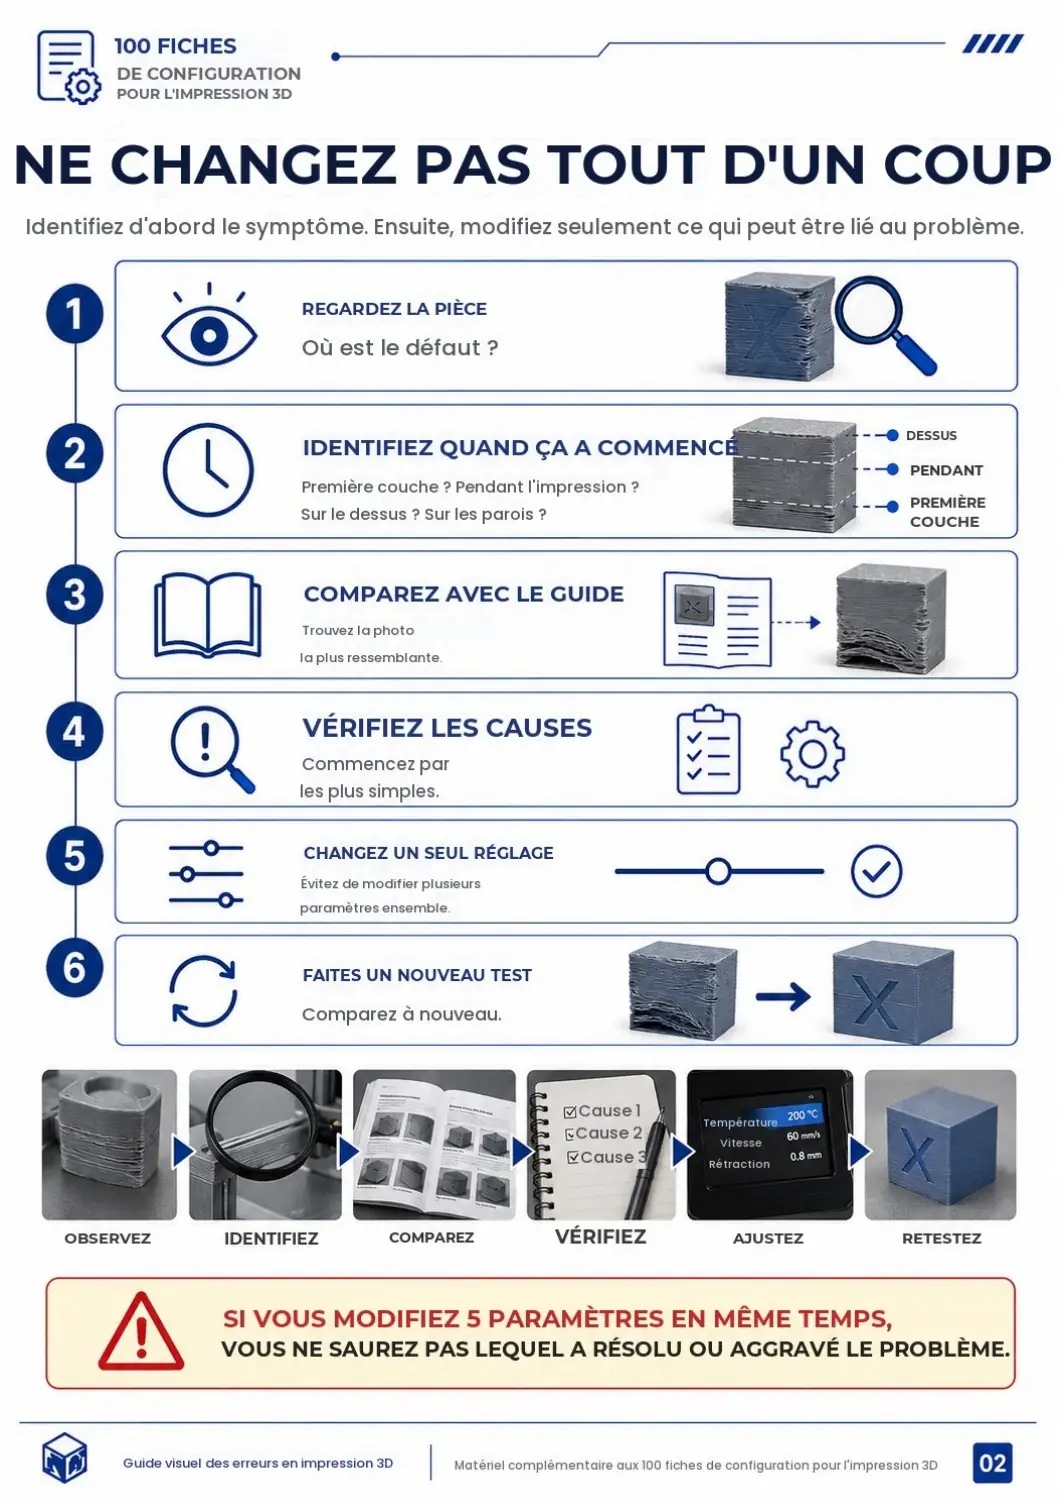 100 FICHES
DE CONFIGURATION
POUR L'IMPRESSION 3D
NE CHANGEZ PAS TOUT D'UN COUP
Identifiez d'abord le symptôme. Ensuite, modifiez seulement ce qui peut être lié au problème.
1
REGARDEZ LA PIÈCE
Où est le défaut ?
X
2
IDENTIFIEZ QUAND ÇA A COMMENCÉ
Première couche ? Pendant l'impression ?
Sur le dessus ? Sur les parois ?
DESSUS
PENDANT
PREMIÈRE
COUCHE
3
COMPAREZ AVEC LE GUIDE
Trouvez la photo
la plus ressemblante.
X
4
VÉRIFIEZ LES CAUSES
Commencez par
les plus simples.
5
CHANGEZ UN SEUL RÉGLAGE
Évitez de modifier plusieurs
paramètres ensemble.
6
FAITES UN NOUVEAU TEST
Comparez à nouveau.
X
Cause 1
Cause 2
Cause 3
Température 200 °C
Vitesse 60 mm/s
Rétraction 0.8 mm
X
OBSERVEZ
IDENTIFIEZ
COMPAREZ
VÉRIFIEZ
AJUSTEZ
RETESTEZ
SI VOUS MODIFIEZ 5 PARAMÈTRES EN MÊME TEMPS,
VOUS NE SAUREZ PAS LEQUEL A RÉSOLU OU AGGRAVÉ LE PROBLÈME.
Guide visuel des erreurs en impression 3D
Matériel complémentaire aux 100 fiches de configuration pour l'impression 3D
02